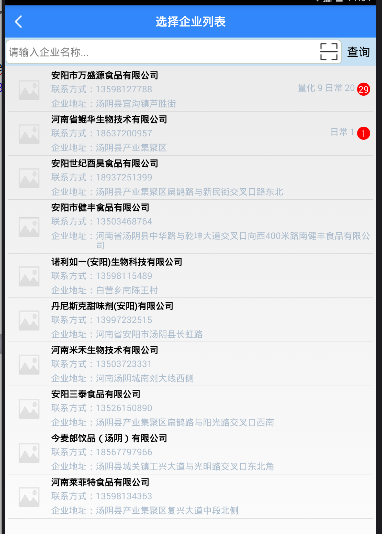 选择企业列表
请输入企业名称... 查询
安阳市万盛源食品有限公司
联系方式：13598127788 量化 9 日常 20 29
企业地址：汤阴县宜沟镇芦胜街
河南省鲲华生物技术有限公司
联系方式：18637200957 日常 1 1
企业地址：汤阴县产业集聚区
安阳世纪酉昊食品有限公司
联系方式：18937251399
企业地址：汤阴县产业集聚区扁鹊路与新民街交叉口路东北
安阳市健丰食品有限公司
联系方式：13503468764
企业地址：河南省汤阴县中华路与乾坤大道交叉口向西400米路南健丰食品有限公
司
诺利如一(安阳)生物科技有限公司
联系方式：13598115489
企业地址：白营乡南陈王村
丹尼斯克甜味剂(安阳)有限公司
联系方式：13997232515
企业地址：河南省安阳市汤阴县长虹路
河南米禾生物技术有限公司
联系方式：13503723331
企业地址：河南汤阴城南刘大线西侧
安阳三泰食品有限公司
联系方式：13526150890
企业地址：汤阴县产业集聚区扁鹊路与阳光路交叉口西南
今麦郎饮品（汤阴）有限公司
联系方式：18567797966
企业地址：汤阴县城关镇工兴大道与光明路交叉口东北角
河南莱菲特食品有限公司
联系方式：13598134363
企业地址：汤阴县产业集聚区复兴大道中段北侧